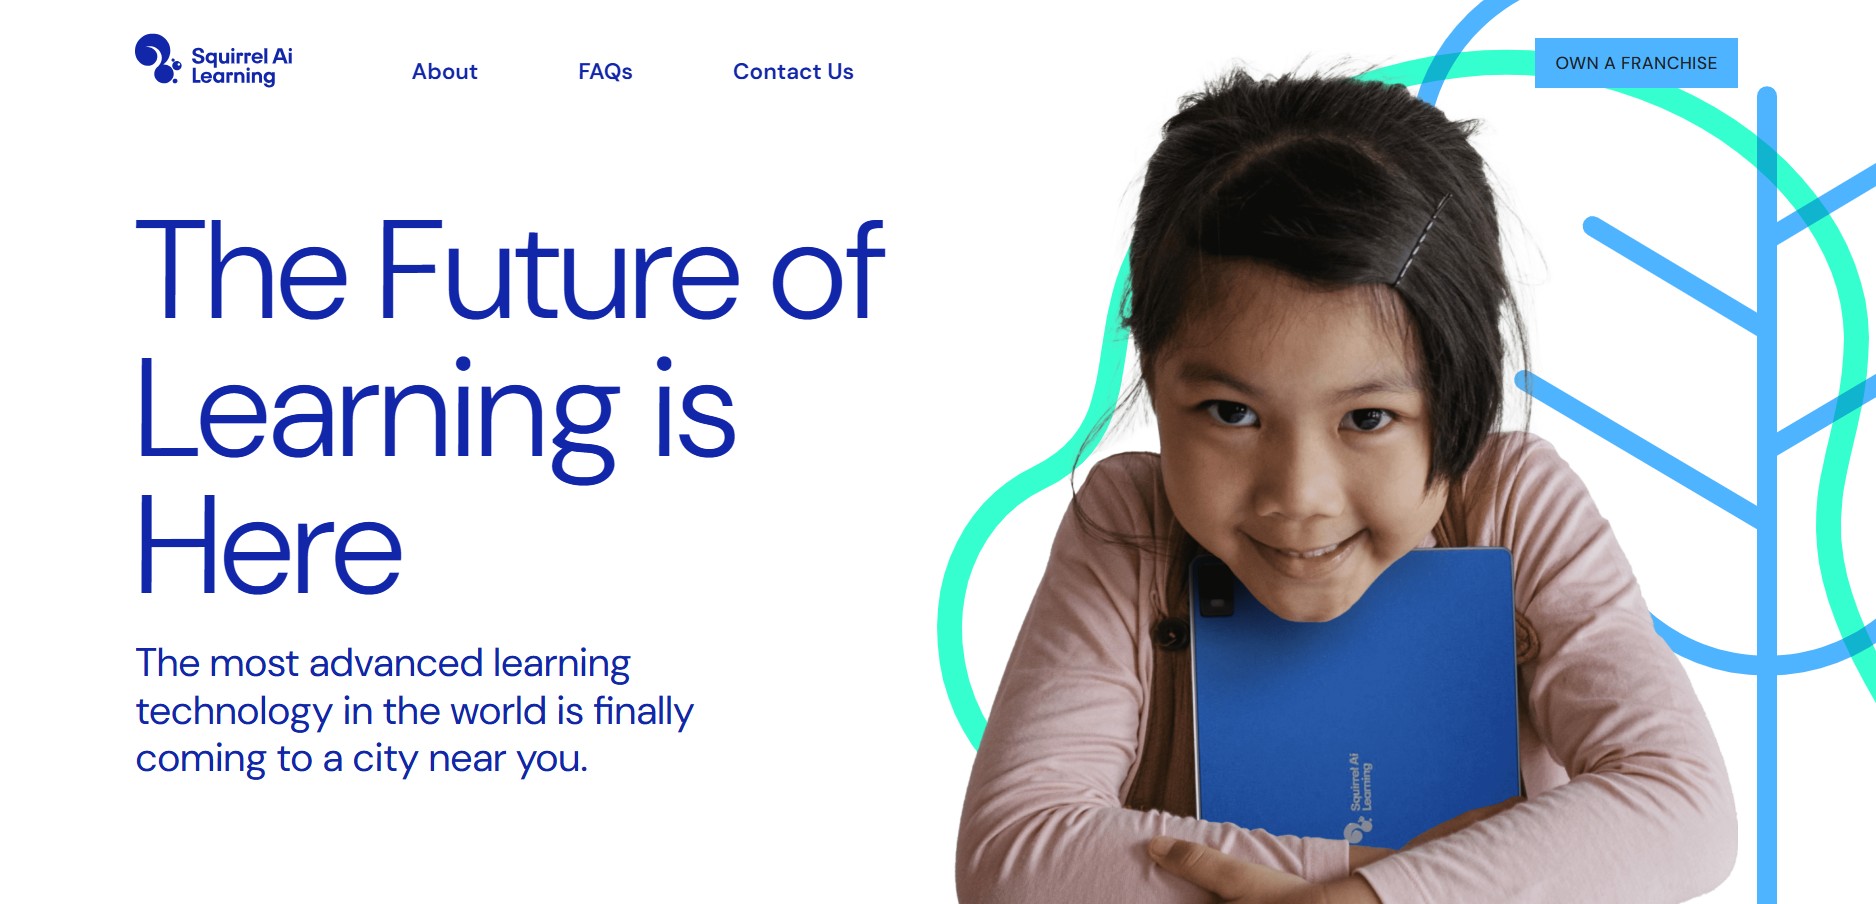 Squirrel Ai
Learning
About
FAQs
Contact Us
OWN A FRANCHISE
The Future of
Learning is
Here
The most advanced learning
technology in the world is finally
coming to a city near you.
Squirrel Ai
Learning